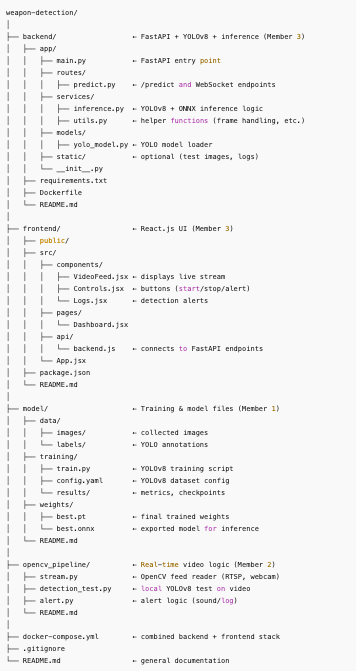 weapon-detection/
│
├── backend/                  ← FastAPI + YOLOv8 + inference (Member 3)
│   ├── app/
│   │   ├── main.py           ← FastAPI entry point
│   │   ├── routes/
│   │   │   ├── predict.py    ← /predict and WebSocket endpoints
│   │   ├── services/
│   │   │   ├── inference.py  ← YOLOv8 + ONNX inference logic
│   │   │   ├── utils.py      ← helper functions (frame handling, etc.)
│   │   ├── models/
│   │   │   ├── yolo_model.py ← YOLO model loader
│   │   ├── static/           ← optional (test images, logs)
│   │   └── __init__.py
│   ├── requirements.txt
│   ├── Dockerfile
│   └── README.md
│
├── frontend/                 ← React.js UI (Member 3)
│   ├── public/
│   ├── src/
│   │   ├── components/
│   │   │   ├── VideoFeed.jsx ← displays live stream
│   │   │   ├── Controls.jsx  ← buttons (start/stop/alert)
│   │   │   └── Logs.jsx      ← detection alerts
│   │   ├── pages/
│   │   │   └── Dashboard.jsx
│   │   ├── api/
│   │   │   └── backend.js    ← connects to FastAPI endpoints
│   │   └── App.jsx
│   ├── package.json
│   └── README.md
│
├── model/                    ← Training & model files (Member 1)
│   ├── data/
│   │   ├── images/           ← collected images
│   │   └── labels/           ← YOLO annotations
│   ├── training/
│   │   ├── train.py          ← YOLOv8 training script
│   │   ├── config.yaml       ← YOLOv8 dataset config
│   │   └── results/          ← metrics, checkpoints
│   ├── weights/
│   │   ├── best.pt           ← final trained weights
│   │   └── best.onnx         ← exported model for inference
│   └── README.md
│
├── opencv_pipeline/          ← Real-time video logic (Member 2)
│   ├── stream.py             ← OpenCV feed reader (RTSP, webcam)
│   ├── detection_test.py     ← local YOLOv8 test on video
│   ├── alert.py              ← alert logic (sound/log)
│   └── README.md
│
├── docker-compose.yml        ← combined backend + frontend stack
├── .gitignore
└── README.md                 ← general documentation